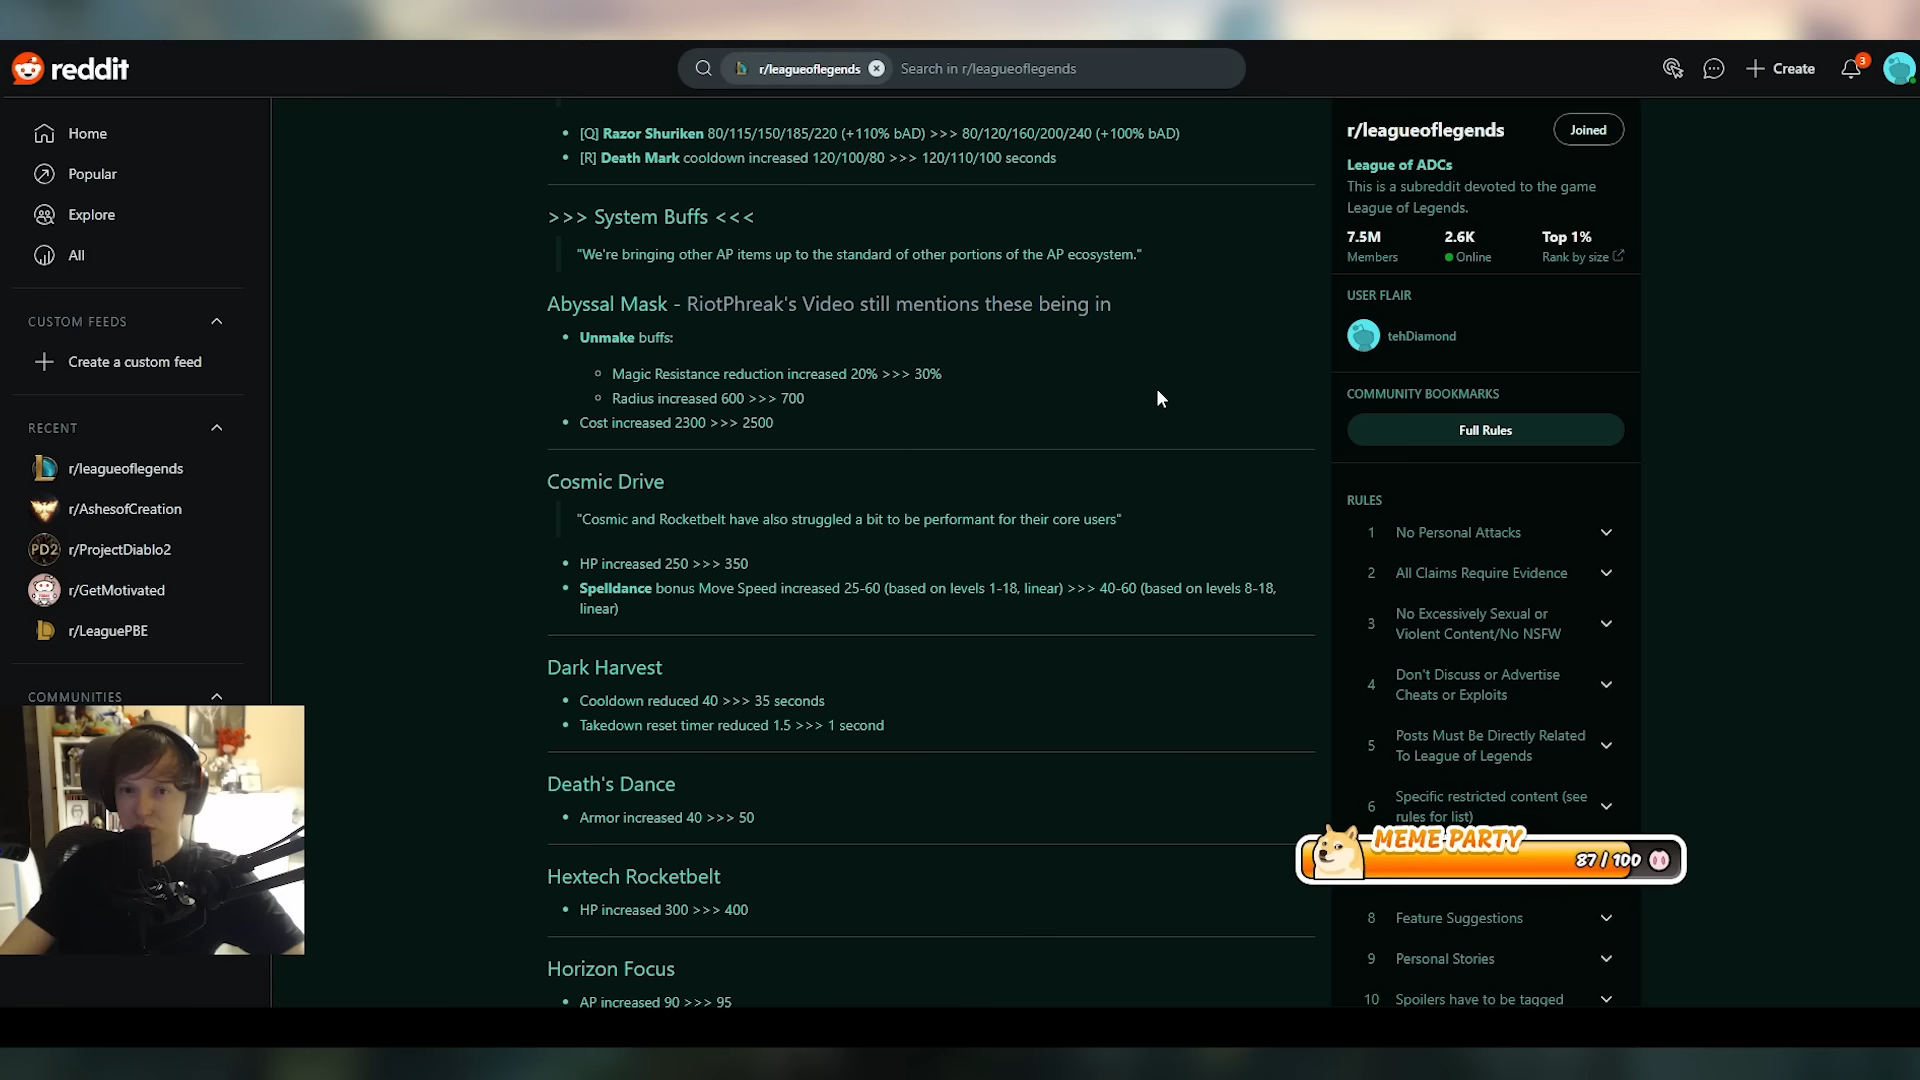 reddit
r/leagueoflegends
Search in r/leagueoflegends
Create
3
Home
Popular
Explore
All
CUSTOM FEEDS
Create a custom feed
RECENT
r/leagueoflegends
r/AshesofCreation
PD2 r/ProjectDiablo2
r/GetMotivated
r/LeaguePBE
COMMUNITIES
[Q] Razor Shuriken 80/115/150/185/220 (+110% bAD) >>> 80/120/160/200/240 (+100% bAD)
[R] Death Mark cooldown increased 120/100/80 >>> 120/110/100 seconds
>>> System Buffs <<<
"We're bringing other AP items up to the standard of other portions of the AP ecosystem."
Abyssal Mask - RiotPhreak's Video still mentions these being in
Unmake buffs:
Magic Resistance reduction increased 20% >>> 30%
Radius increased 600 >>> 700
Cost increased 2300 >>> 2500
Cosmic Drive
"Cosmic and Rocketbelt have also struggled a bit to be performant for their core users"
HP increased 250 >>> 350
Spelldance bonus Move Speed increased 25-60 (based on levels 1-18, linear) >>> 40-60 (based on levels 8-18,
linear)
Dark Harvest
Cooldown reduced 40 >>> 35 seconds
Takedown reset timer reduced 1.5 >>> 1 second
Death's Dance
Armor increased 40 >>> 50
Hextech Rocketbelt
HP increased 300 >>> 400
Horizon Focus
AP increased 90 >>> 95
r/leagueoflegends
Joined
League of ADCs
This is a subreddit devoted to the game
League of Legends.
7.5M 2.6K Top 1%
Members Online Rank by size
USER FLAIR
tehDiamond
COMMUNITY BOOKMARKS
Full Rules
RULES
1 No Personal Attacks
2 All Claims Require Evidence
3 No Excessively Sexual or
Violent Content/No NSFW
4 Don't Discuss or Advertise
Cheats or Exploits
5 Posts Must Be Directly Related
To League of Legends
6 Specific restricted content (see
rules for list)
MEME PARTY
87 / 100
8 Feature Suggestions
9 Personal Stories
10 Spoilers have to be tagged